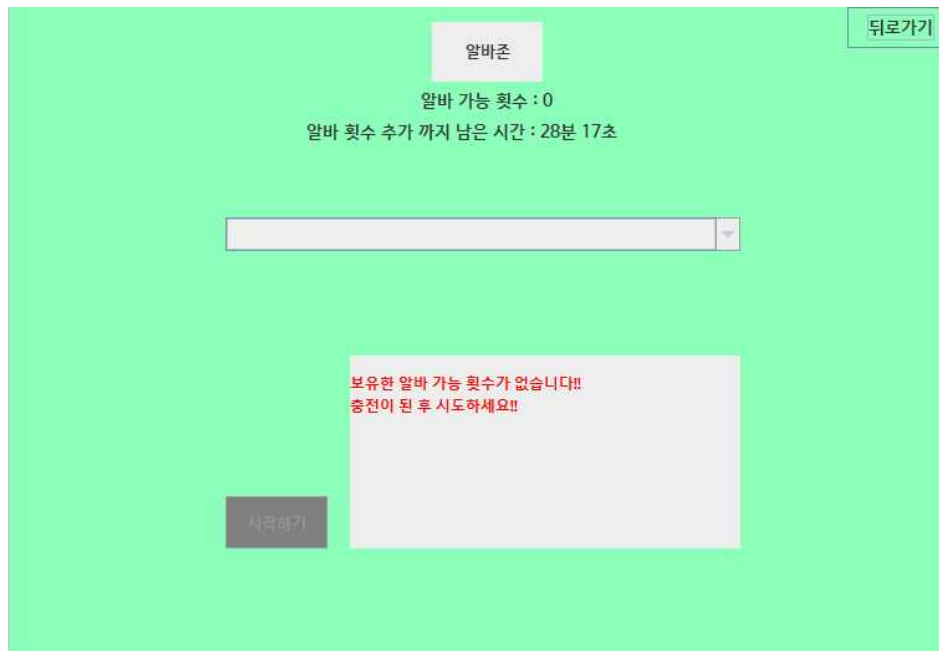 뒤로가기
알바존
알바 가능 횟수 : 0
알바 횟수 추가 까지 남은 시간 : 28분 17초
보유한 알바 가능 횟수가 없습니다!!
충전이 된 후 시도하세요!!
시작하기